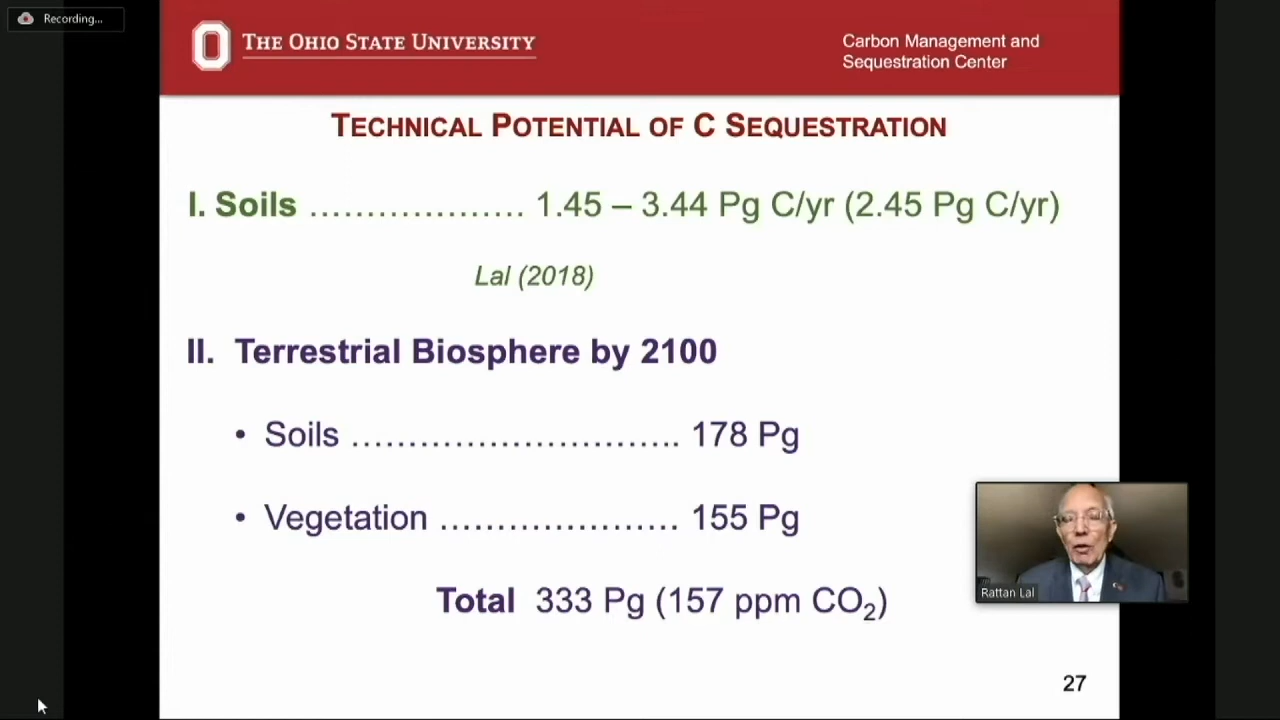 Recording...
THE OHIO STATE UNIVERSITY
Carbon Management and
Sequestration Center
TECHNICAL POTENTIAL OF C SEQUESTRATION
I. Soils ................... 1.45 – 3.44 Pg C/yr (2.45 Pg C/yr)
Lal (2018)
II. Terrestrial Biosphere by 2100
• Soils ............................. 178 Pg
• Vegetation ..................... 155 Pg
Total 333 Pg (157 ppm CO₂)
Rattan Lal
27